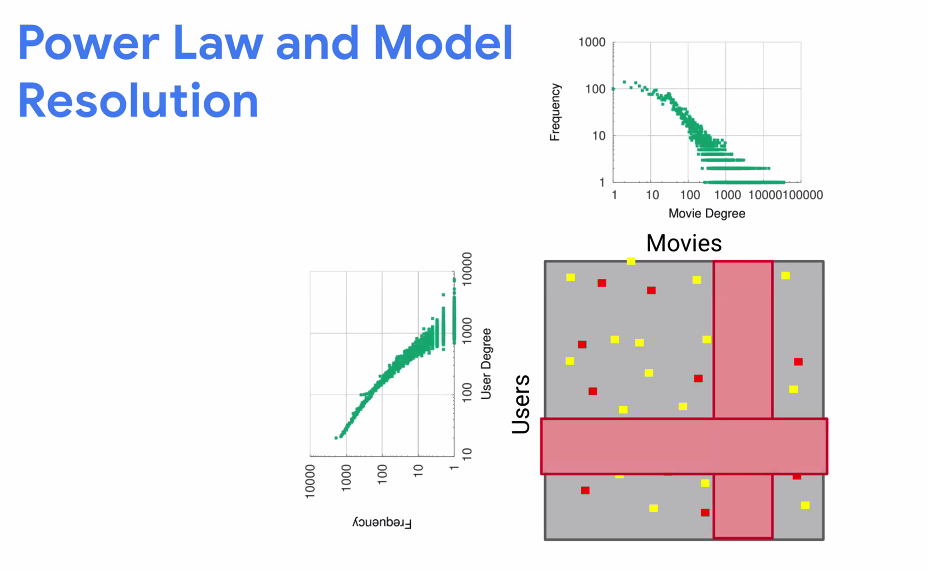 Power Law and Model
Resolution
1000
100
10
1
Frequency
1 10 100 1000 10000100000
Movie Degree
Movies
Users
10000
1000
100
10
User Degree
10000 1000 100 10 1
Frequency